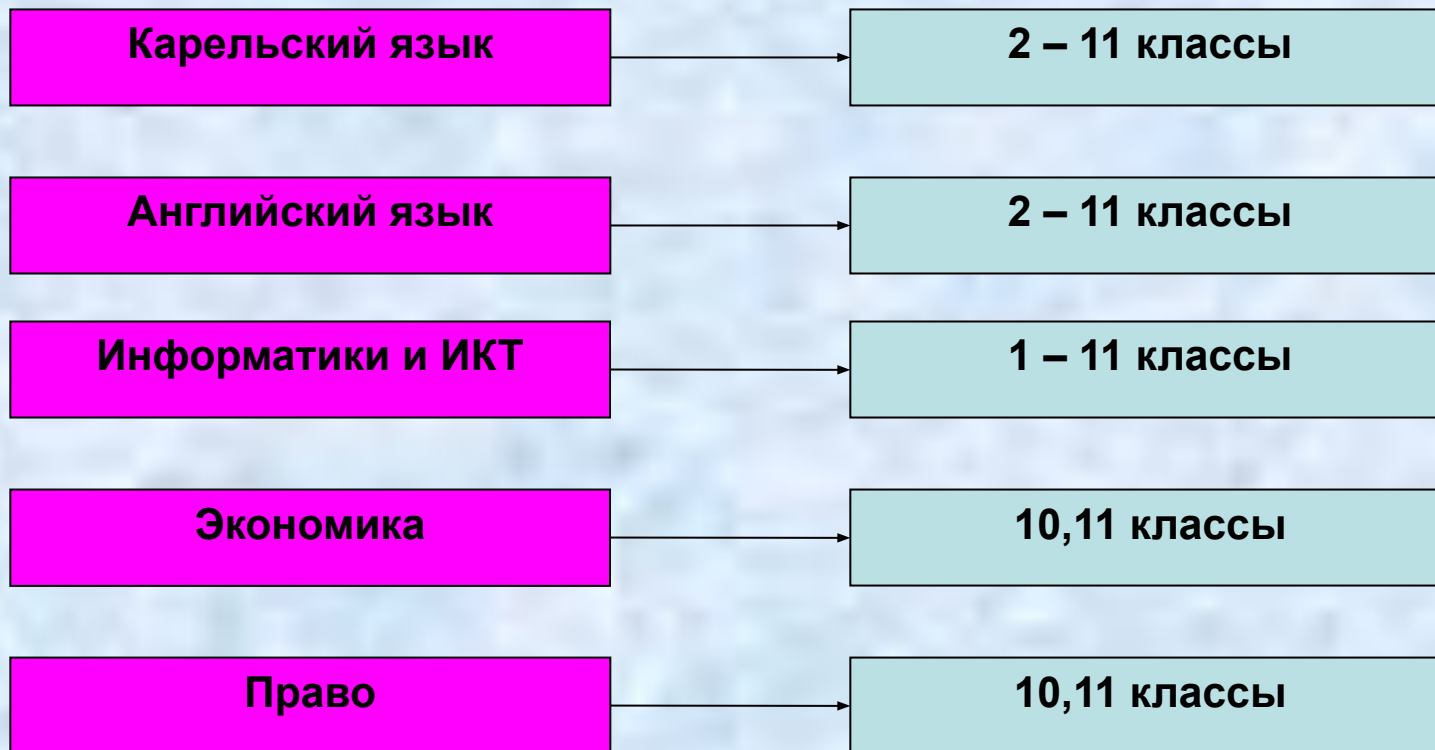 Карельский язык
2 – 11 классы
Английский язык
2 – 11 классы
Информатики и ИКТ
1 – 11 классы
Экономика
10,11 классы
Право
10,11 классы